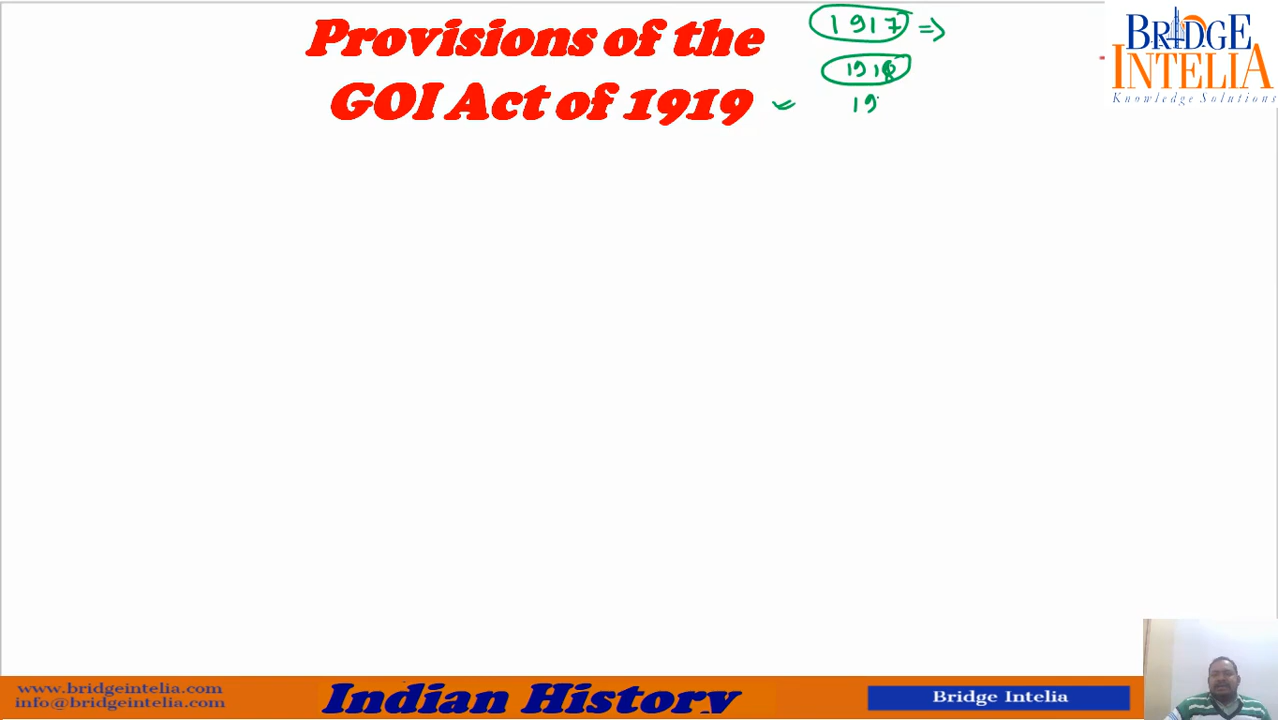 Provisions of the
GOI Act of 1919
1917 ⇒
1918
19
BRIDGE
INTELIA
Knowledge Solutions
www.bridgeintelia.com
info@bridgeintelia.com
Indian History
Bridge Intelia